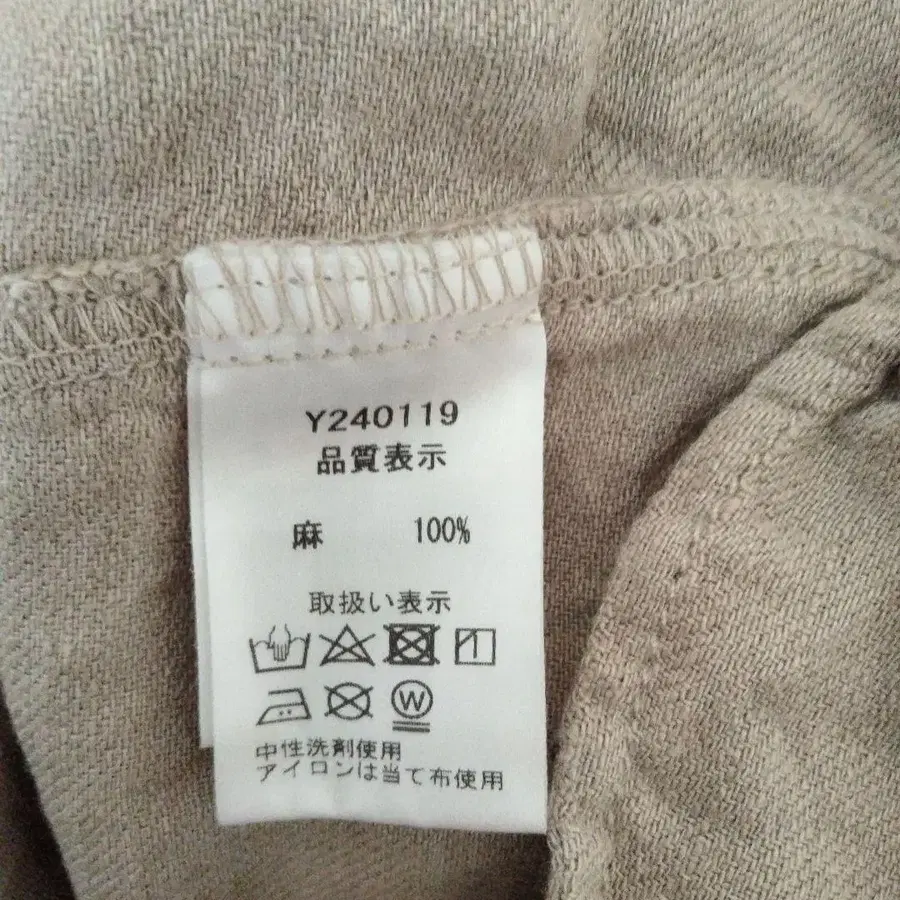 Y240119
品質表示
麻 100%
取扱い表示
W
中性洗剤使用
アイロンは当て布使用